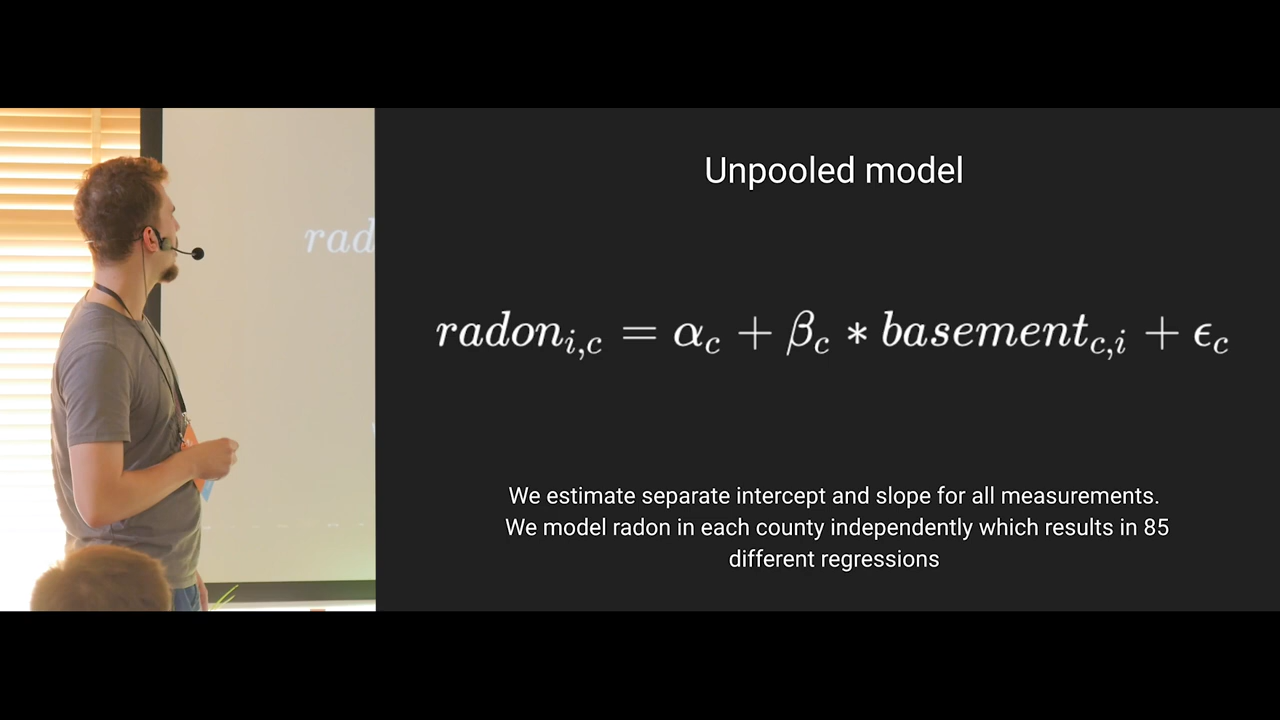 Unpooled model
rad
radon_{i,c} = α_c + β_c * basement_{c,i} + ϵ_c
We estimate separate intercept and slope for all measurements.
We model radon in each county independently which results in 85
different regressions